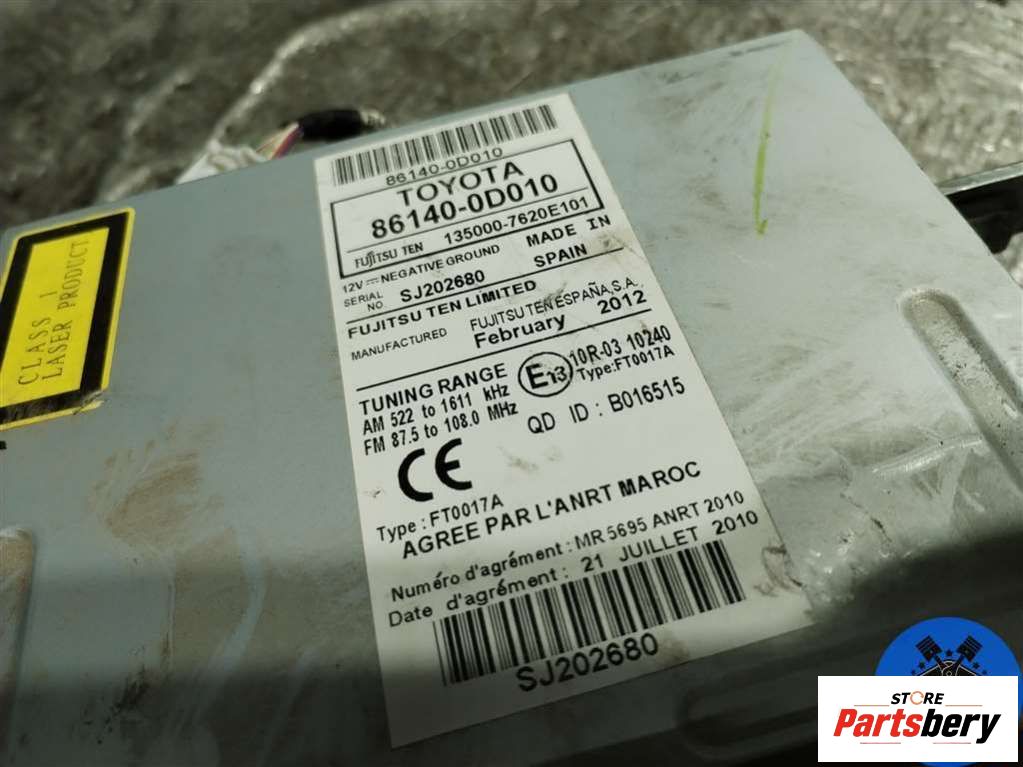 86140-0D010
TOYOTA
86140-0D010
FUJITSU TEN 135000-7620E101
12V NEGATIVE GROUND MADE IN
SERIAL NO. SJ202680 SPAIN
FUJITSU TEN LIMITED
MANUFACTURED FUJITSU TEN ESPAÑA,S.A.
February 2012
TUNING RANGE
AM 522 to 1611 kHz
FM 87.5 to 108.0 MHz
E13 10R-03 10240
Type:FT0017A
QD ID : B016515
CE
Type : FT0017A
AGREE PAR L'ANRT MAROC
Numéro d'agrément : MR 5695 ANRT 2010
Date d'agrément : 21 JUILLET 2010
SJ202680
CLASS 1
LASER PRODUCT
STORE
Partsbery